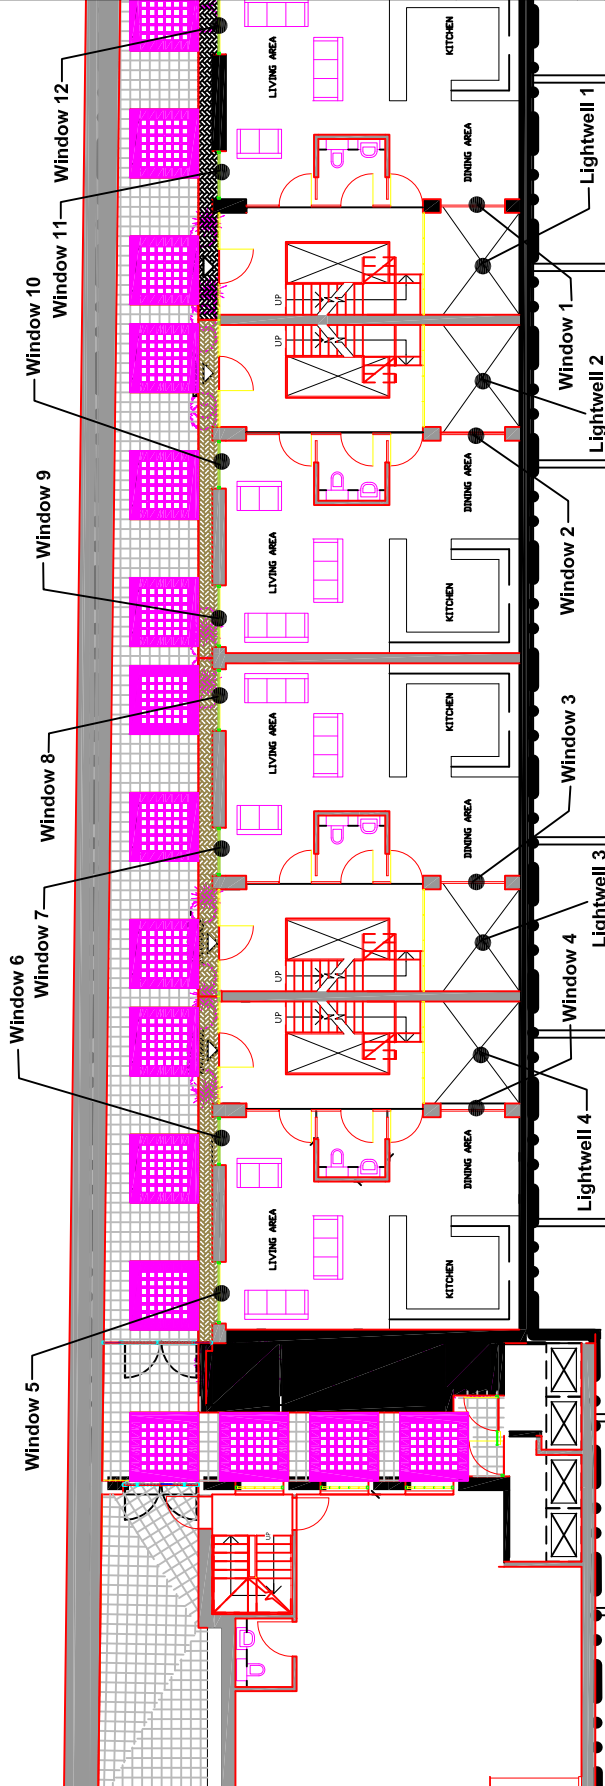 Window 12
Window 11
Window 10
Window 9
Window 8
Window 7
Window 6
Window 5
Lightwell 1
Window 1
Lightwell 2
Window 2
Window 3
Lightwell 3
Window 4
Lightwell 4
LIVING AREA
KITCHEN
DINING AREA
UP
UP
LIVING AREA
DINING AREA
KITCHEN
LIVING AREA
KITCHEN
DINING AREA
UP
UP
LIVING AREA
DINING AREA
KITCHEN
UP